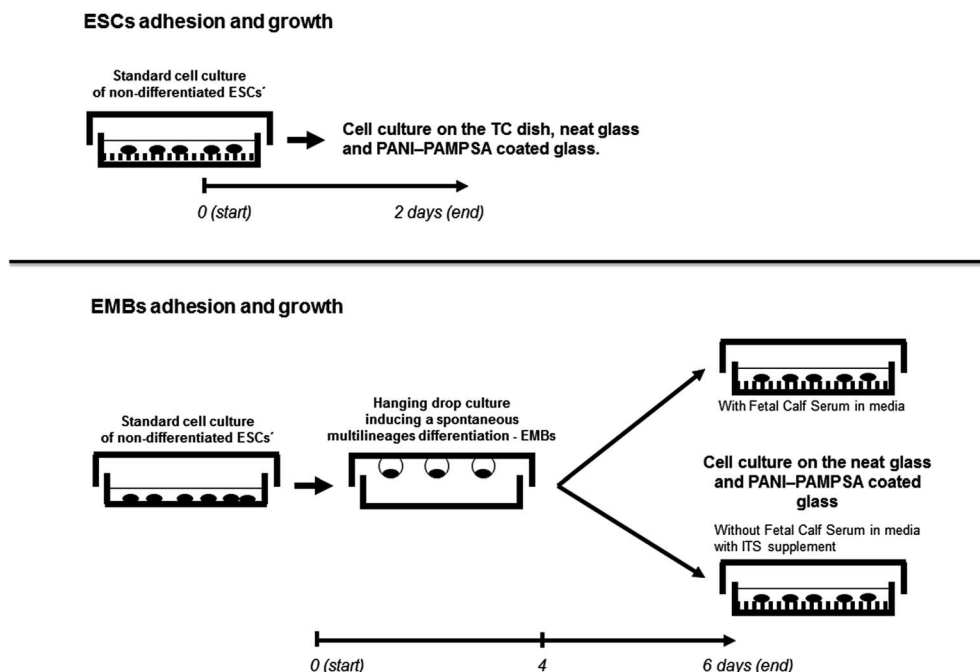 ESCs adhesion and growth
Standard cell culture
of non-differentiated ESCs´
Cell culture on the TC dish, neat glass
and PANI–PAMPSA coated glass.
0 (start)
2 days (end)
EMBs adhesion and growth
Standard cell culture
of non-differentiated ESCs´
Hanging drop culture
inducing a spontaneous
multilineages differentiation - EMBs
With Fetal Calf Serum in media
Cell culture on the neat glass
and PANI–PAMPSA coated
glass
Without Fetal Calf Serum in media
with ITS supplement
0 (start)
4
6 days (end)